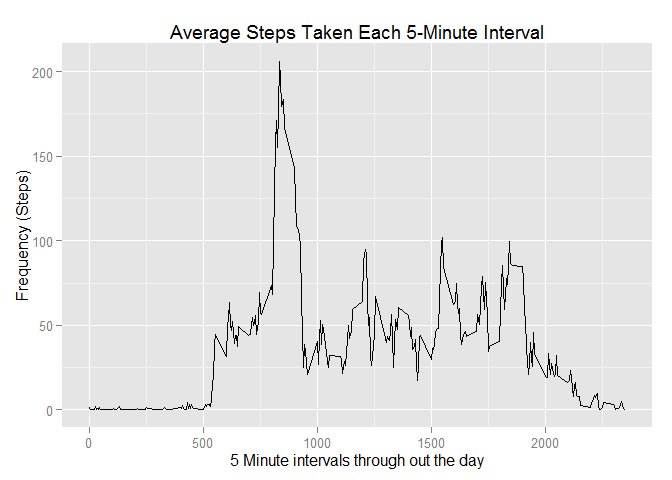 Average Steps Taken Each 5-Minute Interval
Frequency (Steps)
200
150
100
50
0
0 500 1000 1500 2000
5 Minute intervals through out the day